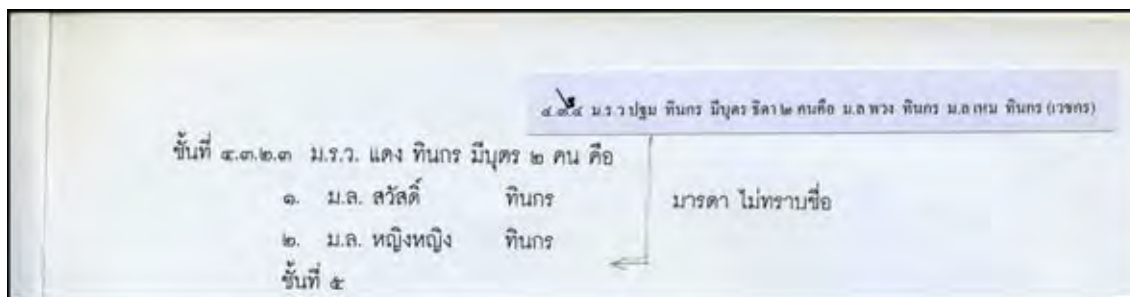 ๔.๓.๔ ม.ร.ว ปฐม ทินกร มีบุตร ธิดา ๒ คนคือ ม.ล พวง ทินกร ม.ล เทม ทินกร (เวชกร)
ชั้นที่ ๔.๓.๒.๓ ม.ร.ว. แดง ทินกร มีบุตร ๒ คน คือ
๑. ม.ล. สวัสดิ์ ทินกร มารดา ไม่ทราบชื่อ
๒. ม.ล. หญิงหญิง ทินกร
ชั้นที่ ๕